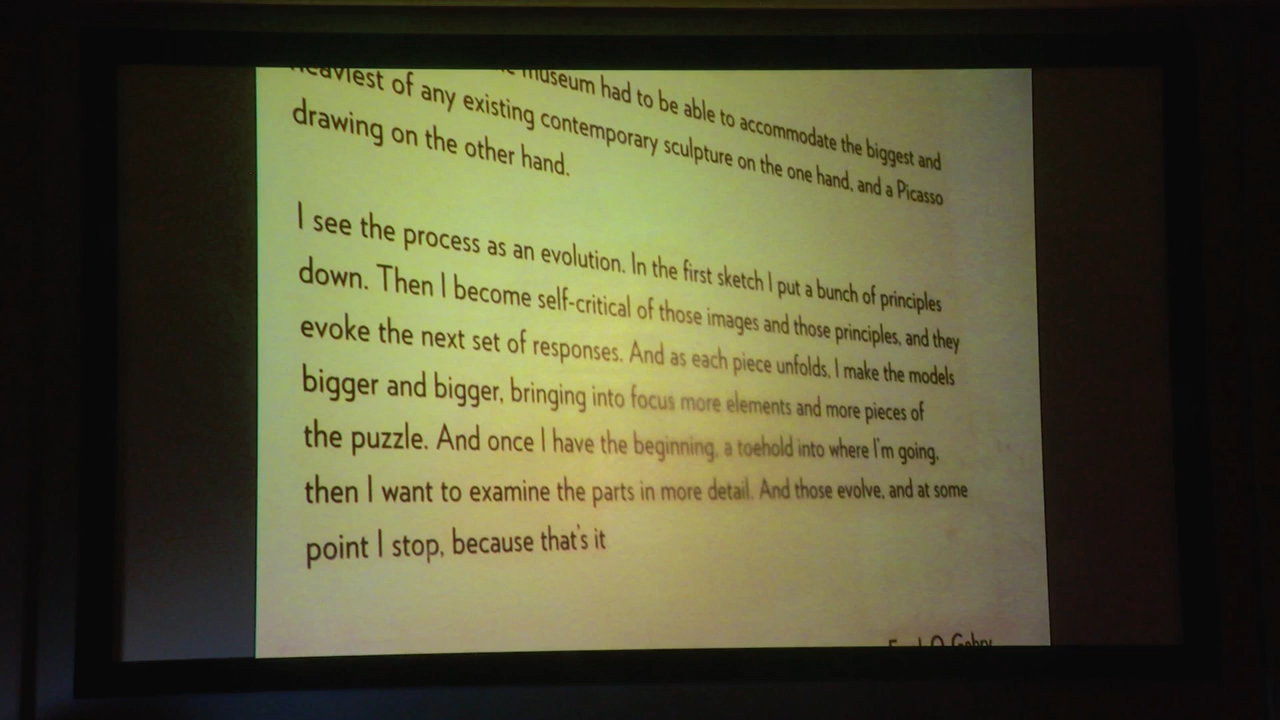 museum had to be able to accommodate the biggest and
heaviest of any existing contemporary sculpture on the one hand, and a Picasso
drawing on the other hand.
I see the process as an evolution. In the first sketch I put a bunch of principles
down. Then I become self-critical of those images and those principles, and they
evoke the next set of responses. And as each piece unfolds, I make the models
bigger and bigger, bringing into focus more elements and more pieces of
the puzzle. And once I have the beginning, a toehold into where I'm going,
then I want to examine the parts in more detail. And those evolve, and at some
point I stop, because that's it
O. Gehry